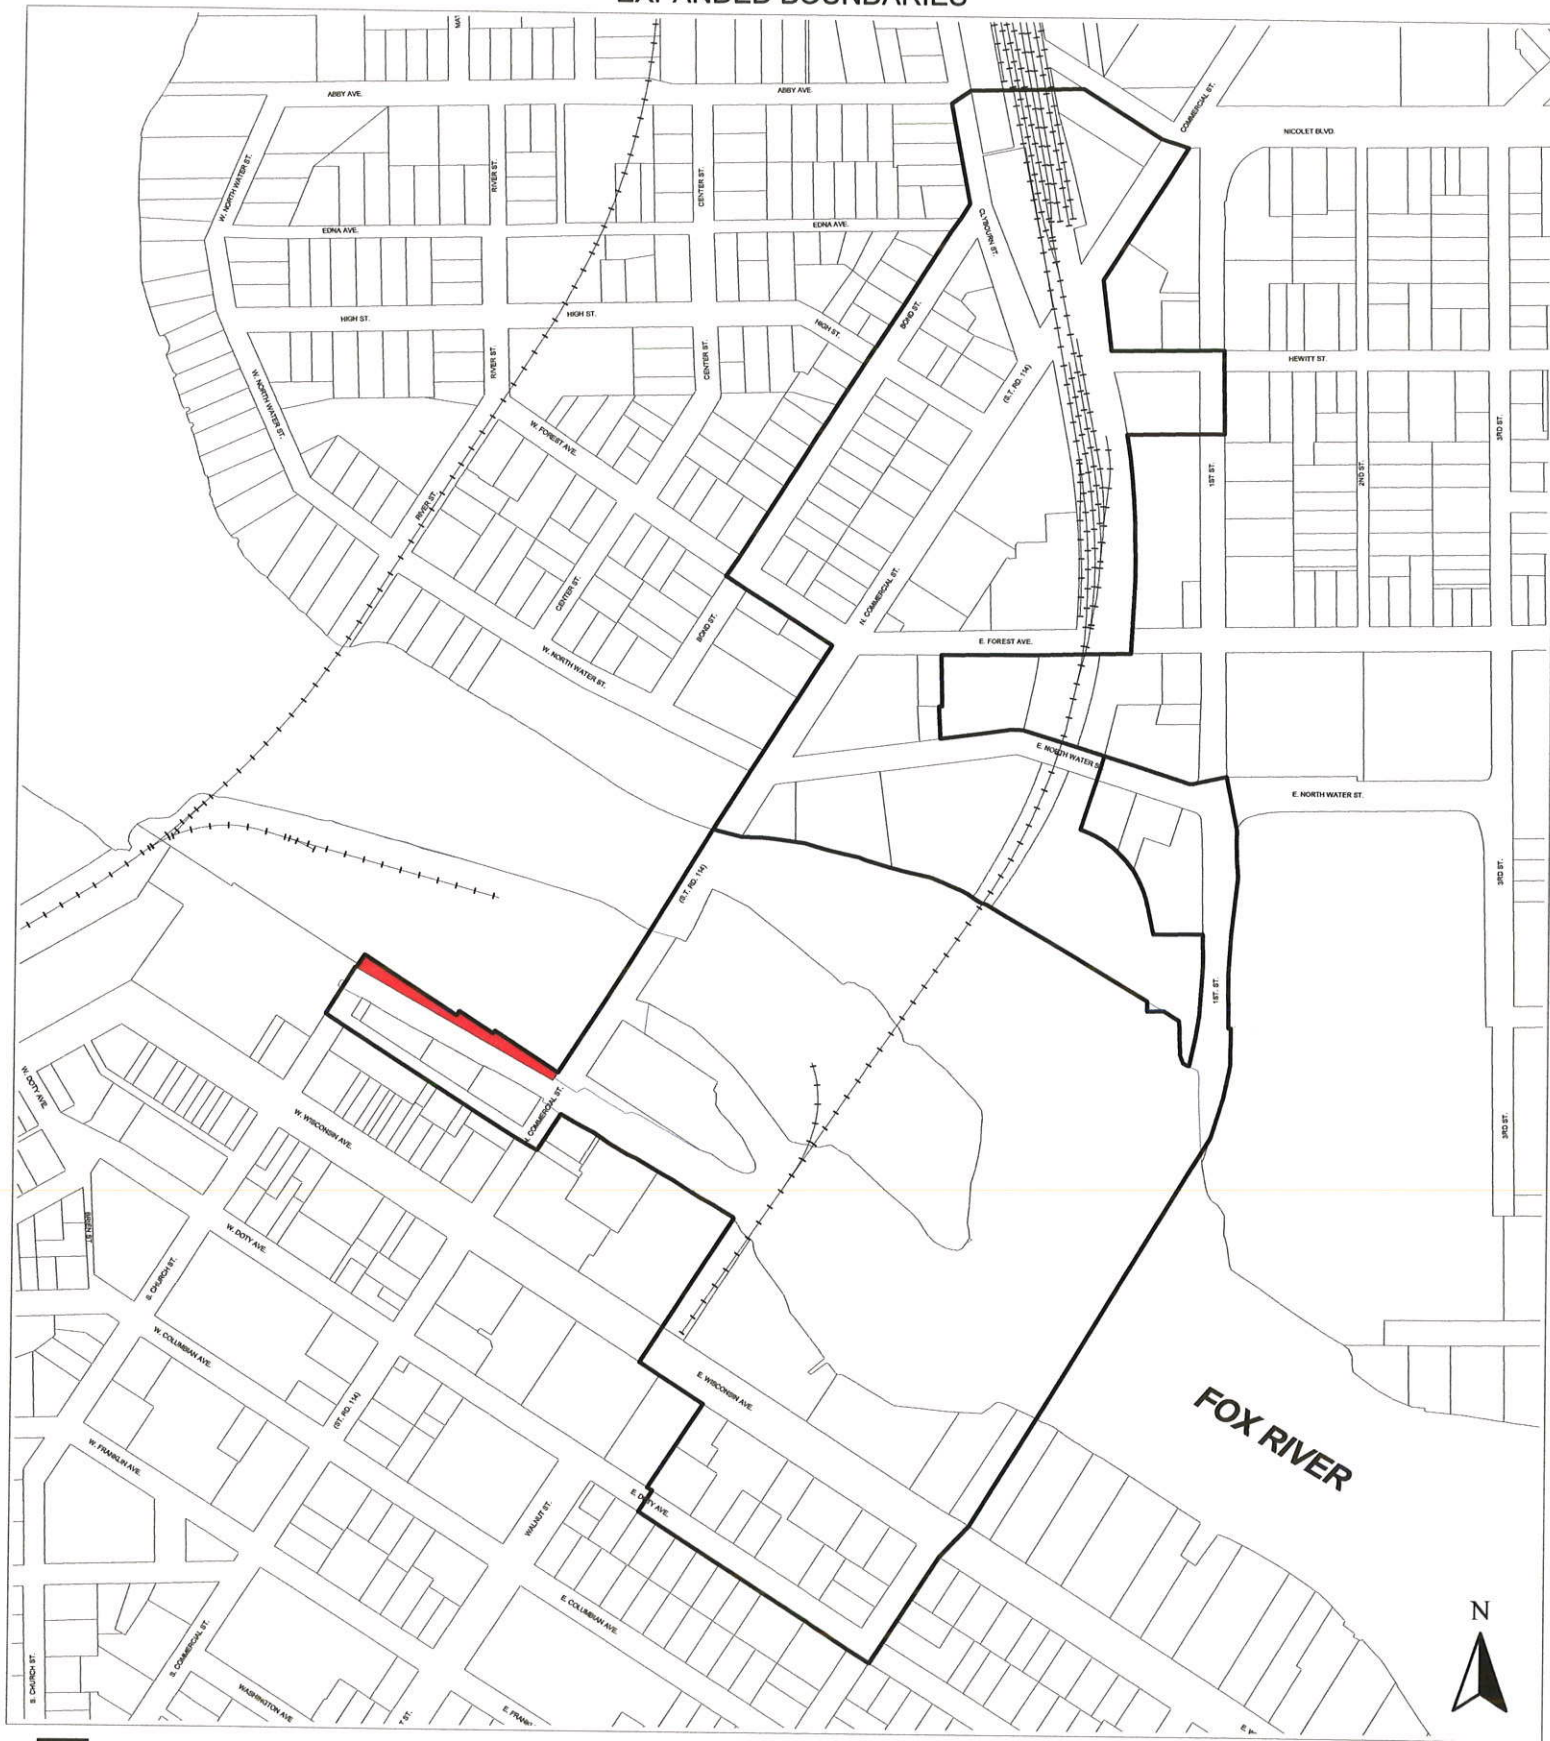 EXPANDED BOUNDARIES
ABBY AVE.
ABBY AVE.
COMMERCIAL ST.
NICOLET BLVD.
W. NORTH WATER ST.
RIVER ST.
CENTER ST.
EDNA AVE.
EDNA AVE.
CLYBOURN ST.
HIGH ST.
HIGH ST.
HIGH ST.
BOND ST.
HEWITT ST.
RIVER ST.
CENTER ST.
(S.T. RD. 114)
W. NORTH WATER ST.
W. FOREST AVE.
3RD ST.
1ST ST.
2ND ST.
RIVER ST.
CENTER ST.
N. COMMERCIAL ST.
BOND ST.
E. FOREST AVE.
W. NORTH WATER ST.
E. NORTH WATER S
E. NORTH WATER ST.
(S.T. RD. 114)
3RD ST.
1ST. ST.
W. DOTY AVE
N. COMMERCIAL ST.
W. WISCONSIN AVE.
3RD ST.
W. DOTY AVE.
S. CHURCH ST.
W. COLUMBIAN AVE.
E. WISCONSIN AVE.
(ST. RD. 114)
FOX RIVER
W. FRANKLIN AVE.
E. DOTY AVE.
WALNUT ST.
E. COLUMBIAN AVE.
N
S. COMMERCIAL ST.
S. CHURCH ST.
WASHINGTON AVE
T ST.
E. FRANK
E. W